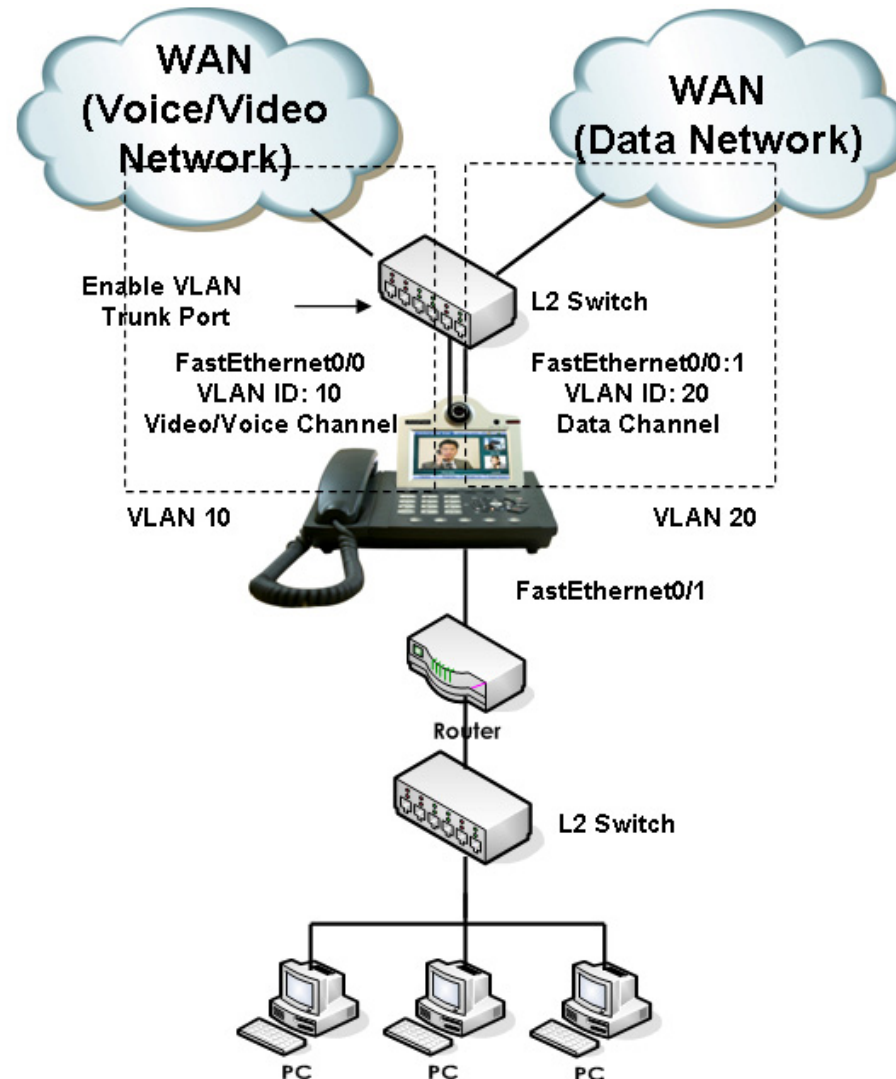 WAN
(Voice/Video
Network)
WAN
(Data Network)
Enable VLAN
Trunk Port
L2 Switch
FastEthernet0/0
VLAN ID: 10
Video/Voice Channel
FastEthernet0/0:1
VLAN ID: 20
Data Channel
VLAN 10
VLAN 20
FastEthernet0/1
Router
L2 Switch
PC
PC
PC